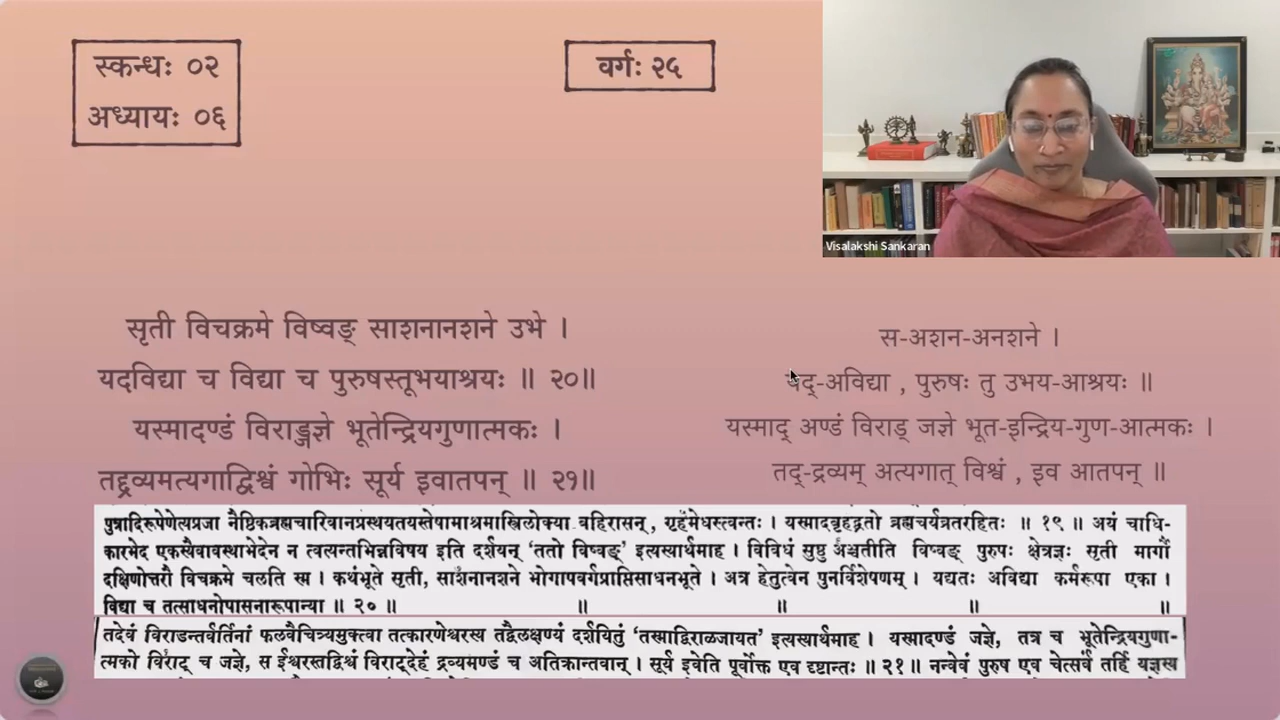 स्कन्धः ०२
अध्यायः ०६
वर्गः २५
Visalakshi Sankaran
सृती विचक्रमे विष्वङ् साशनानशने उभे ।
यदविद्या च विद्या च पुरुषस्तूभयाश्रयः ॥ २०॥
यस्मादण्डं विराड्जज्ञे भूतेन्द्रियगुणात्मकः ।
तद्द्रव्यमत्यगाद्विश्वं गोभिः सूर्य इवातपन् ॥ २१॥
स-अशन-अनशने ।
यद्-अविद्या , पुरुषः तु उभय-आश्रयः ॥
यस्माद् अण्डं विराड् जज्ञे भूत-इन्द्रिय-गुण-आत्मकः ।
तद्-द्रव्यम् अत्यगात् विश्वं , इव आतपन् ॥
पुत्रादिरूपेणेत्यप्रजा नैष्ठिकब्रह्मचारिवानप्रस्थयतयस्तेषामाश्रमास्त्रिलोक्या बहिरासन् , गृहमेधस्त्वन्तः । यस्मादबृहद्व्रतो ब्रह्मचर्यव्रतरहितः ॥ १९ ॥ अयं चाधि-
कारभेद एकस्यैवावस्थाभेदेन न त्वत्यन्तभिन्नविषय इति दर्शयन् ‘ततो विष्वङ्’ इत्यस्यार्थमाह । विविधं सुष्ठु अञ्चतीति विष्वङ् पुरुषः क्षेत्रज्ञः सृती मार्गौ
दक्षिणोत्तरौ विचक्रमे चलति स्म । कथंभूते सृती, साशनानशने भोगापवर्गप्राप्तिसाधनभूते । अत्र हेतुत्वेन पुनर्विशेषणम् । यद्यतः अविद्या कर्मरूपा एका ।
विद्या च तत्साधनोपासनारूपान्या ॥ २० ॥ ॥ ॥ ॥ ॥
तदेवं विराडन्तर्वर्तिनां फलवैचित्र्यमुक्त्वा तत्कारणेश्वरस्य तद्वैलक्षण्यं दर्शयितुं ‘तस्माद्विराळजायत’ इत्यस्यार्थमाह । यस्मादण्डं जज्ञे, तत्र च भूतेन्द्रियगुणा-
त्मको विराट् च जज्ञे, स ईश्वरस्तद्विश्वं विराट्देहं द्रव्यमण्डं च अतिक्रान्तवान् । सूर्य इवेति पूर्वोक्त एव दृष्टान्तः ॥ २१॥ नन्वेवं पुरुष एव चेत्सर्वं तर्हि यज्ञस्य